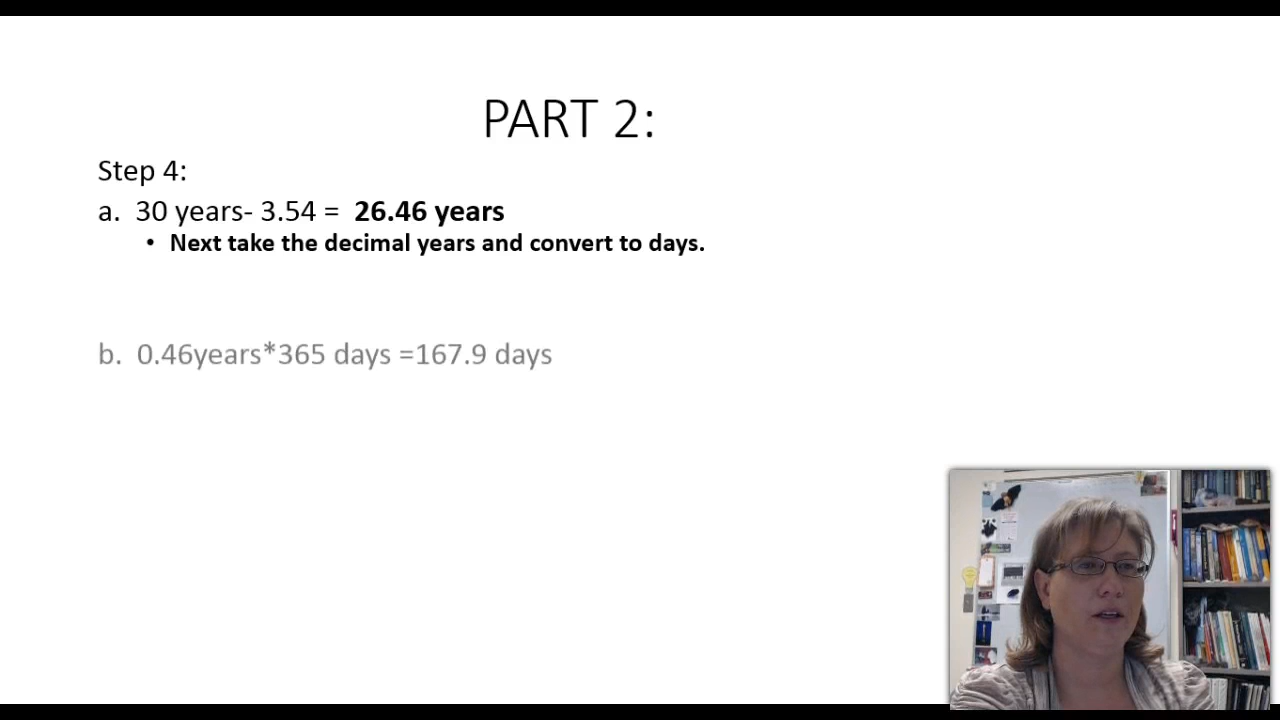 PART 2:
Step 4:
a. 30 years- 3.54 = 26.46 years
• Next take the decimal years and convert to days.
b. 0.46years*365 days =167.9 days